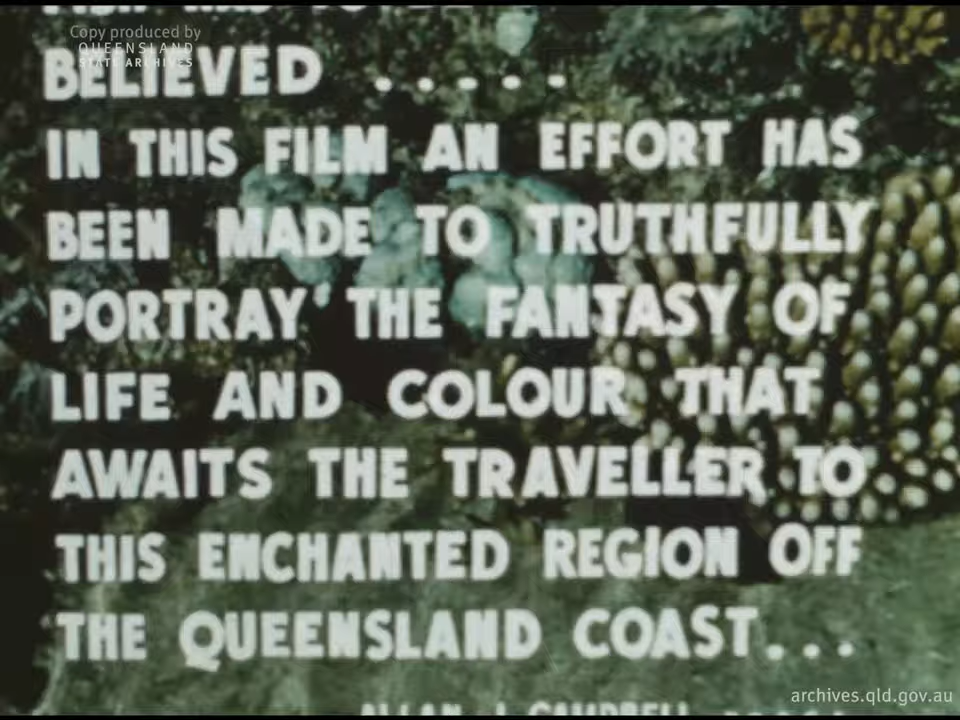 Copy produced by
QUEENSLAND
STATE ARCHIVES
BELIEVED .....
IN THIS FILM AN EFFORT HAS
BEEN MADE TO TRUTHFULLY
PORTRAY THE FANTASY OF
LIFE AND COLOUR THAT
AWAITS THE TRAVELLER TO
THIS ENCHANTED REGION OFF
THE QUEENSLAND COAST...
ALLAN J. CAMPBELL
archives.qld.gov.au